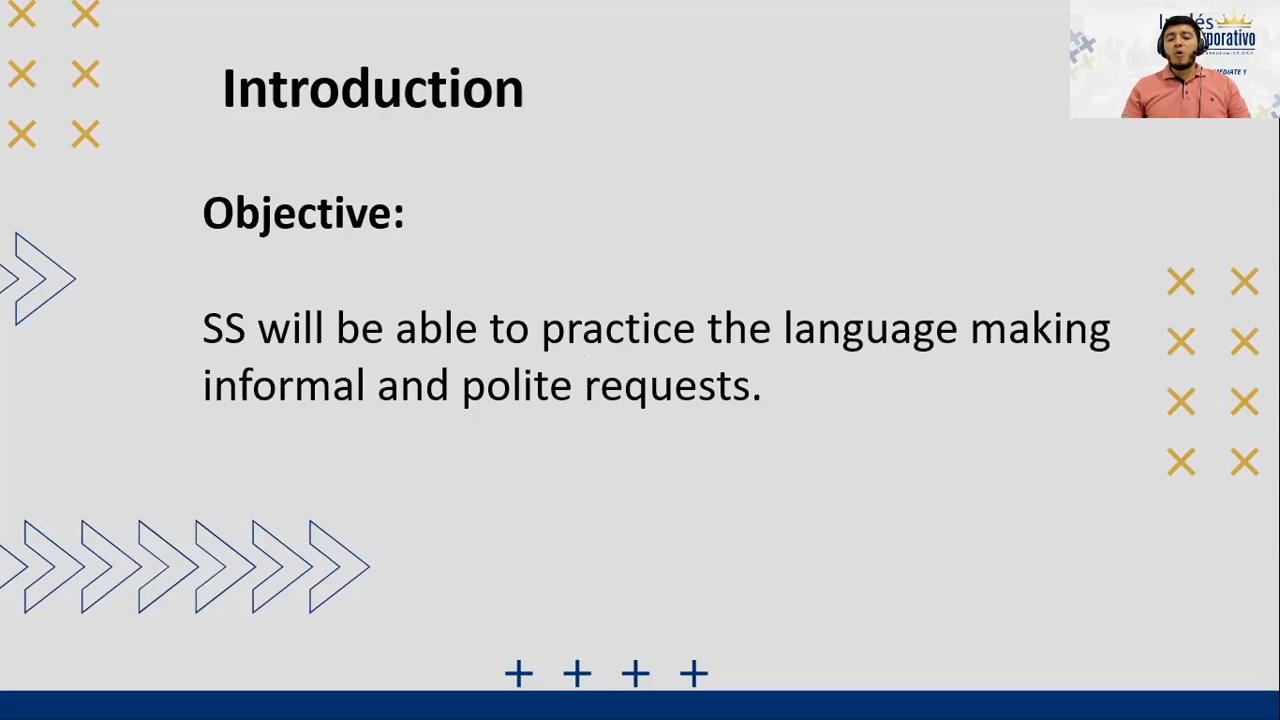 Introduction
Objective:
SS will be able to practice the language making
informal and polite requests.